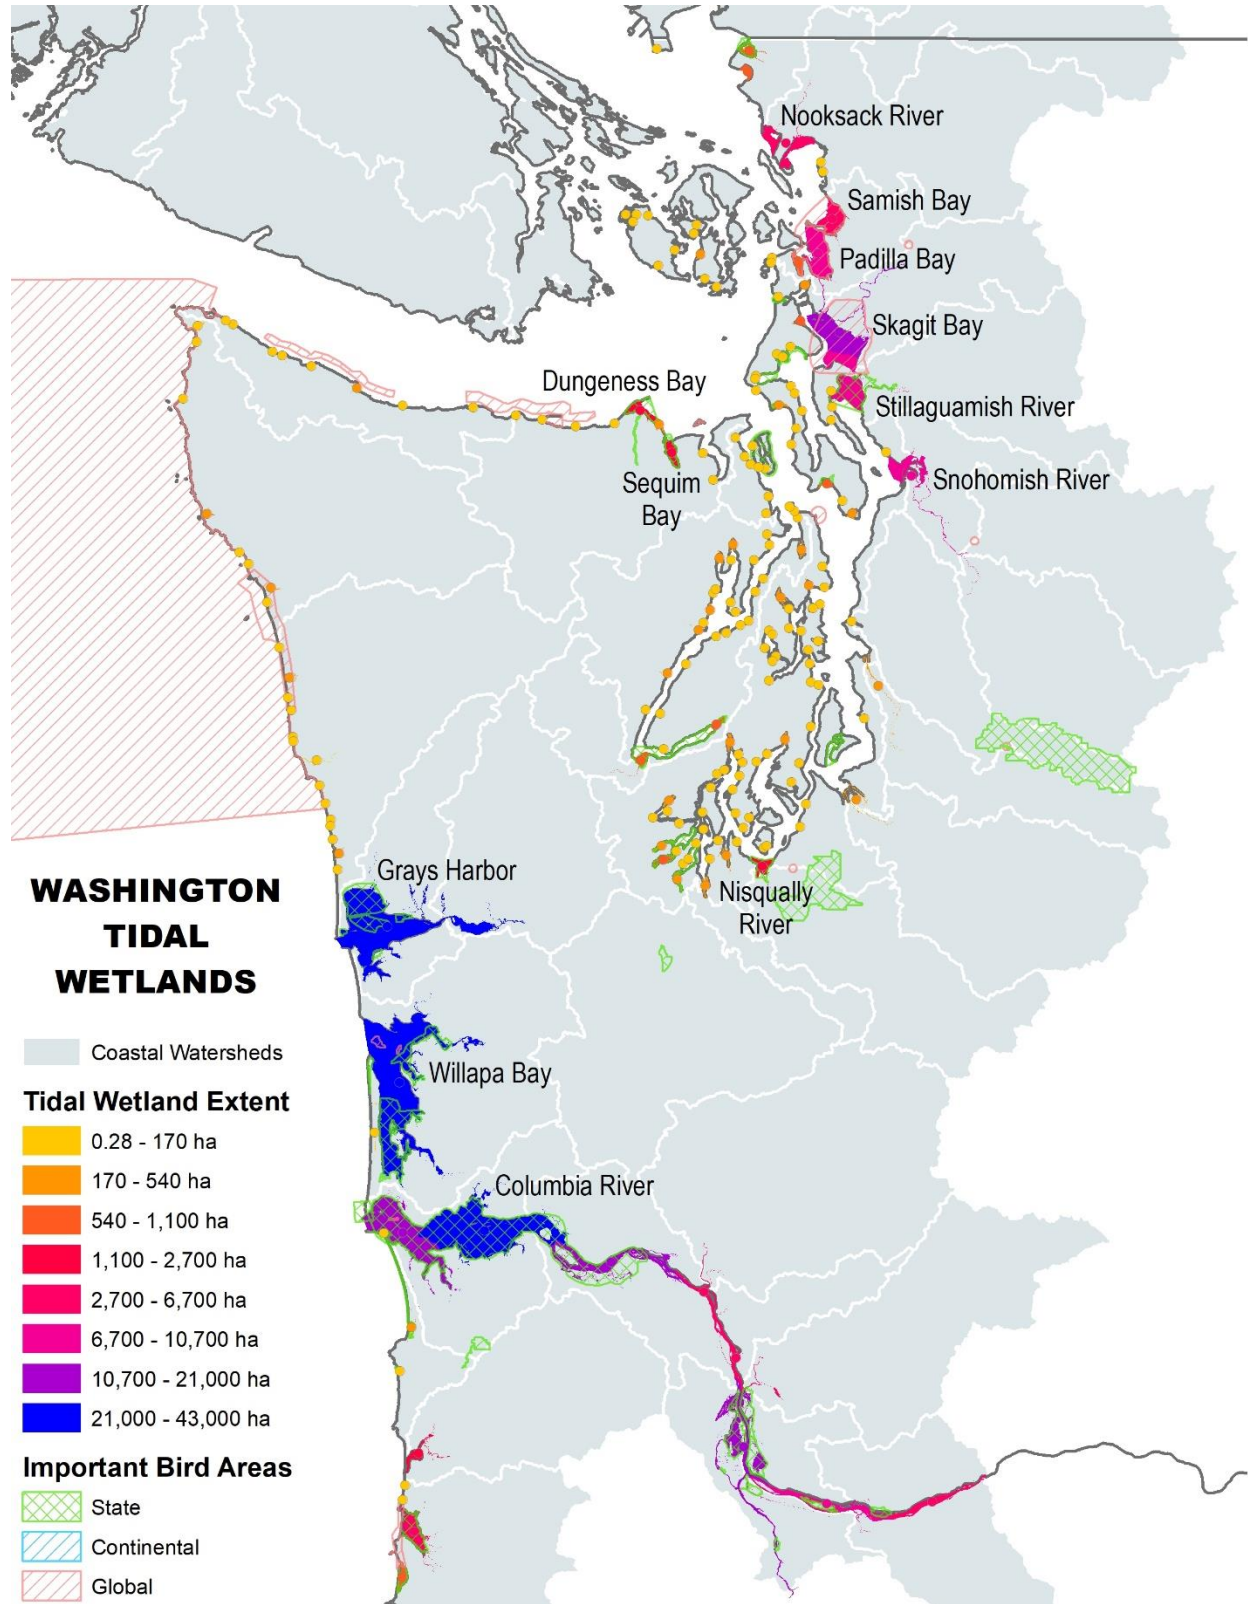 Nooksack River
Samish Bay
Padilla Bay
Skagit Bay
Dungeness Bay
Stillaguamish River
Sequim
Bay
Snohomish River
Grays Harbor
Nisqually
River
WASHINGTON
TIDAL
WETLANDS
Willapa Bay
Columbia River
Coastal Watersheds
Tidal Wetland Extent
0.28 - 170 ha
170 - 540 ha
540 - 1,100 ha
1,100 - 2,700 ha
2,700 - 6,700 ha
6,700 - 10,700 ha
10,700 - 21,000 ha
21,000 - 43,000 ha
Important Bird Areas
State
Continental
Global